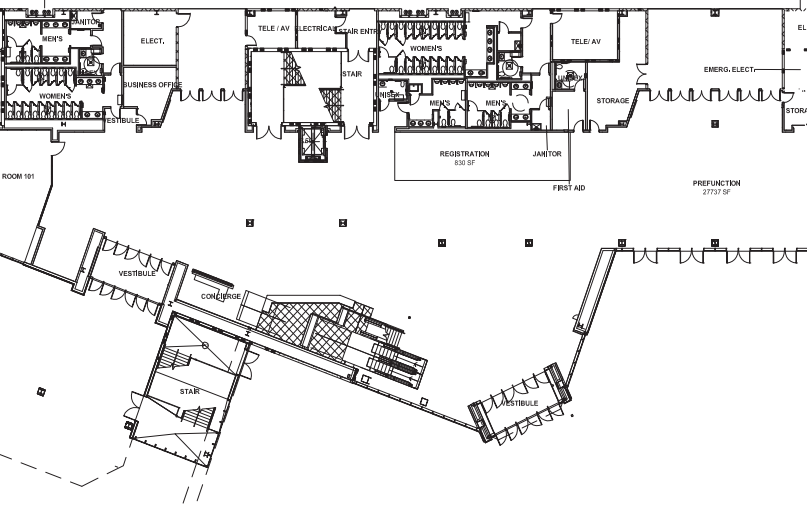 JANITOR
MEN'S
ELECT.
TELE / AV
ELECTRICAL
STAIR ENTRY
WOMEN'S
TELE/ AV
BUSINESS OFFICE
STAIR
EMERG. ELECT.
WOMEN'S
MEN'S
MEN'S
STORAGE
VESTIBULE
REGISTRATION
830 SF
JANITOR
ROOM 101
FIRST AID
PREFUNCTION
27737 SF
VESTIBULE
CONCIERGE
STAIR
VESTIBULE